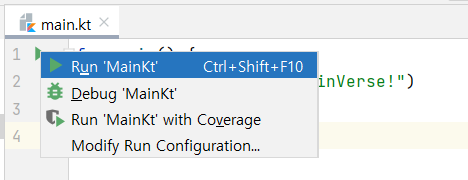 main.kt
1
Run 'MainKt' Ctrl+Shift+F10
2
inVerse!")
Debug 'MainKt'
3
Run 'MainKt' with Coverage
4
Modify Run Configuration...